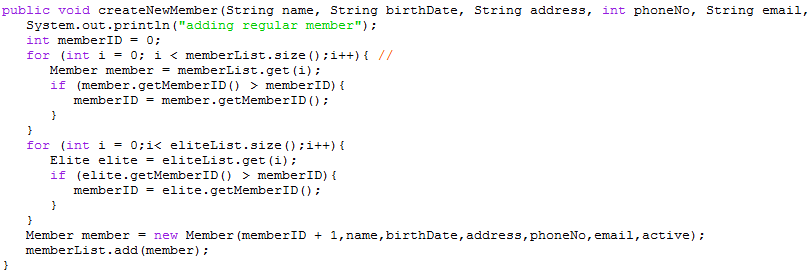 public void createNewMember(String name, String birthDate, String address, int phoneNo, String email,
System.out.println("adding regular member");
int memberID = 0;
for (int i = 0; i < memberList.size();i++){ //
Member member = memberList.get(i);
if (member.getMemberID() > memberID){
memberID = member.getMemberID();
}
}
for (int i = 0;i< eliteList.size();i++){
Elite elite = eliteList.get(i);
if (elite.getMemberID() > memberID){
memberID = elite.getMemberID();
}
}
Member member = new Member(memberID + 1,name,birthDate,address,phoneNo,email,active);
memberList.add(member);
}